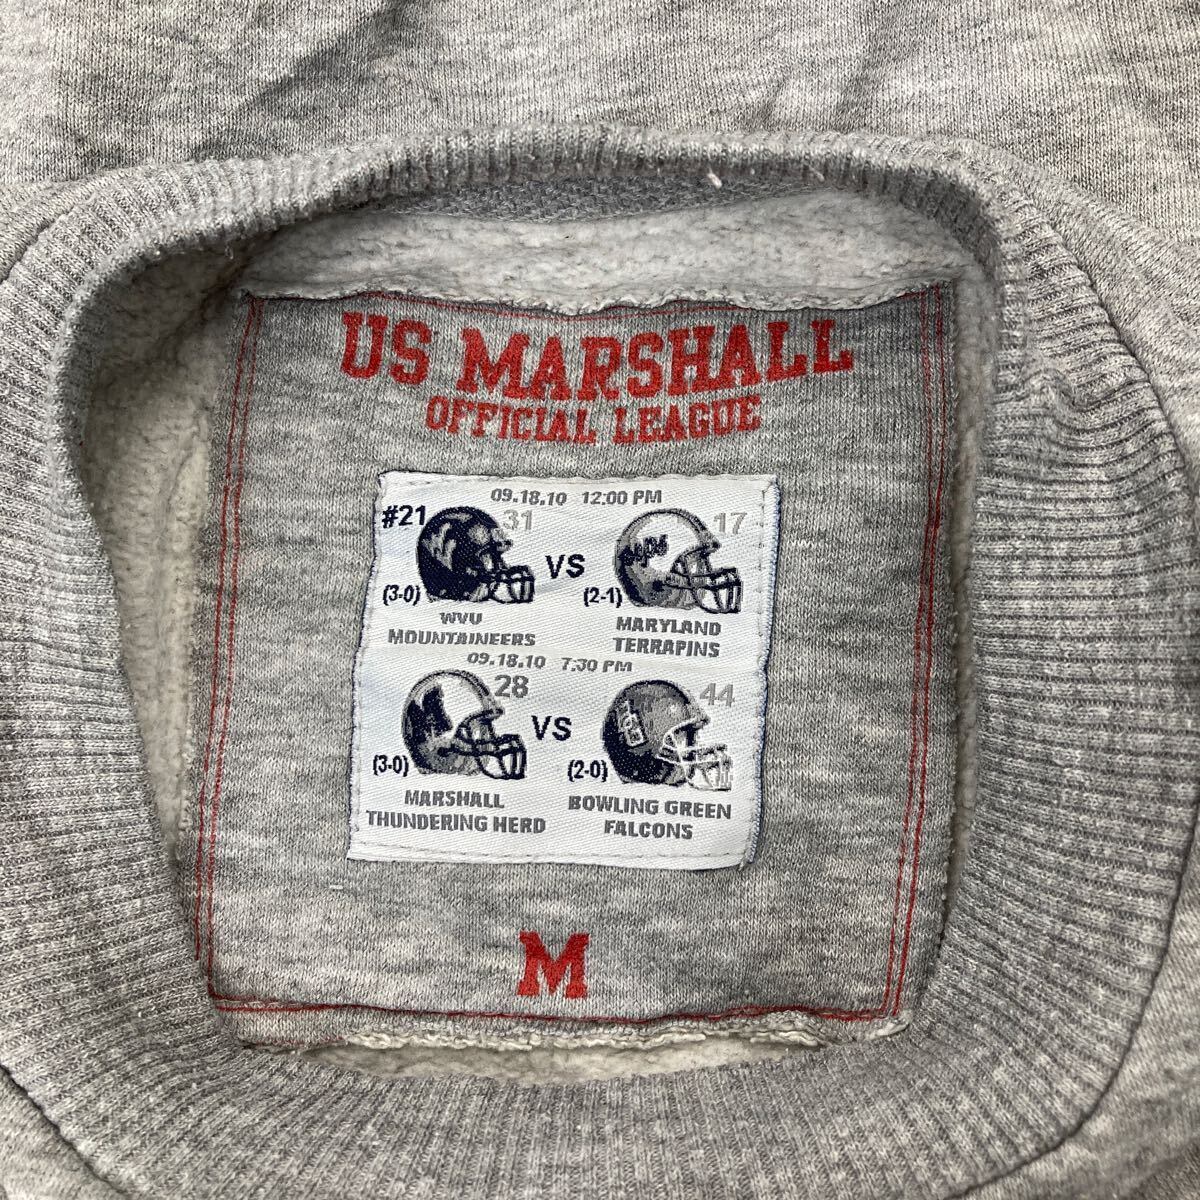 US MARSHALL
OFFICIAL LEAGUE
09.18.10 12:00 PM
#21 31 VS 17
(3-0) (2-1)
WVU MOUNTAINEERS
MARYLAND TERRAPINS
09.18.10 7:30 PM
28 VS 44
(3-0) (2-0)
MARSHALL THUNDERING HERD
BOWLING GREEN FALCONS
M